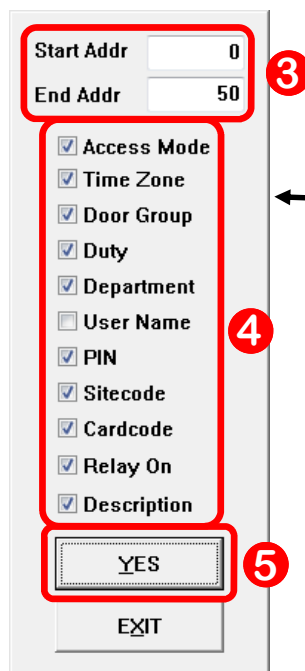 Start Addr 0
3
End Addr 50
Access Mode
Time Zone
Door Group
Duty
Department
User Name
4
PIN
Sitecode
Cardcode
Relay On
Description
YES
5
EXIT